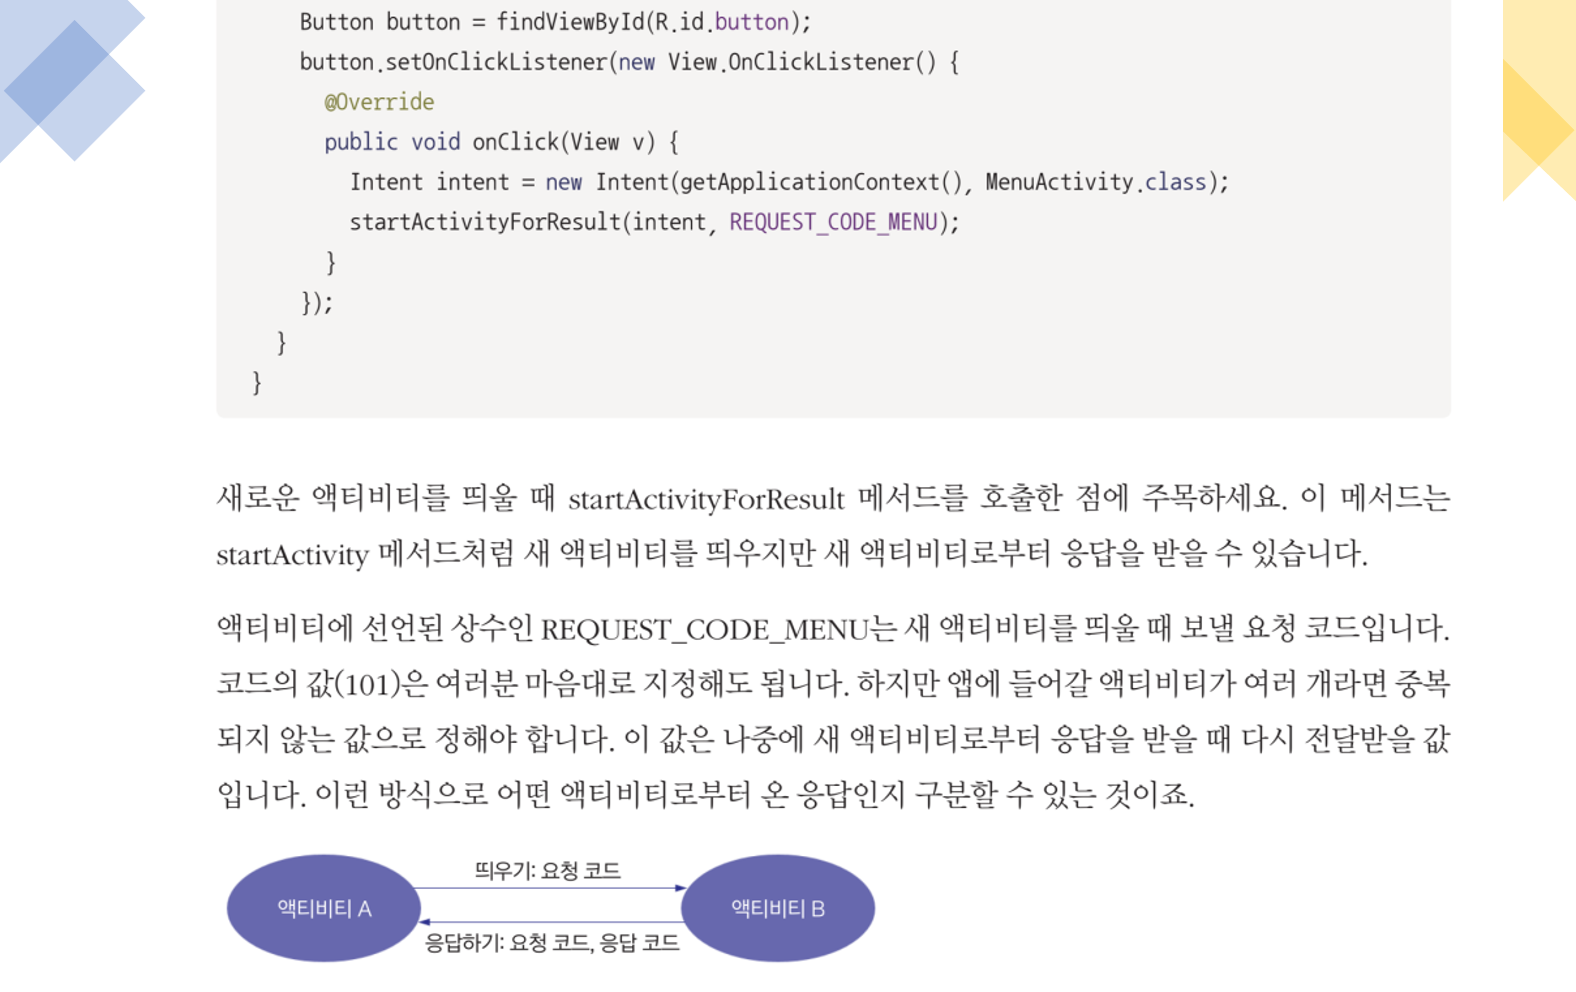 Button button = findViewById(R.id.button);
button.setOnClickListener(new View.OnClickListener() {
@Override
public void onClick(View v) {
Intent intent = new Intent(getApplicationContext(), MenuActivity.class);
startActivityForResult(intent, REQUEST_CODE_MENU);
}
});
}
}
새로운 액티비티를 띄울 때 startActivityForResult 메서드를 호출한 점에 주목하세요. 이 메서드는
startActivity 메서드처럼 새 액티비티를 띄우지만 새 액티비티로부터 응답을 받을 수 있습니다.
액티비티에 선언된 상수인 REQUEST_CODE_MENU는 새 액티비티를 띄울 때 보낼 요청 코드입니다.
코드의 값(101)은 여러분 마음대로 지정해도 됩니다. 하지만 앱에 들어갈 액티비티가 여러 개라면 중복
되지 않는 값으로 정해야 합니다. 이 값은 나중에 새 액티비티로부터 응답을 받을 때 다시 전달받을 값
입니다. 이런 방식으로 어떤 액티비티로부터 온 응답인지 구분할 수 있는 것이죠.
띄우기: 요청 코드
액티비티 A
액티비티 B
응답하기: 요청 코드, 응답 코드